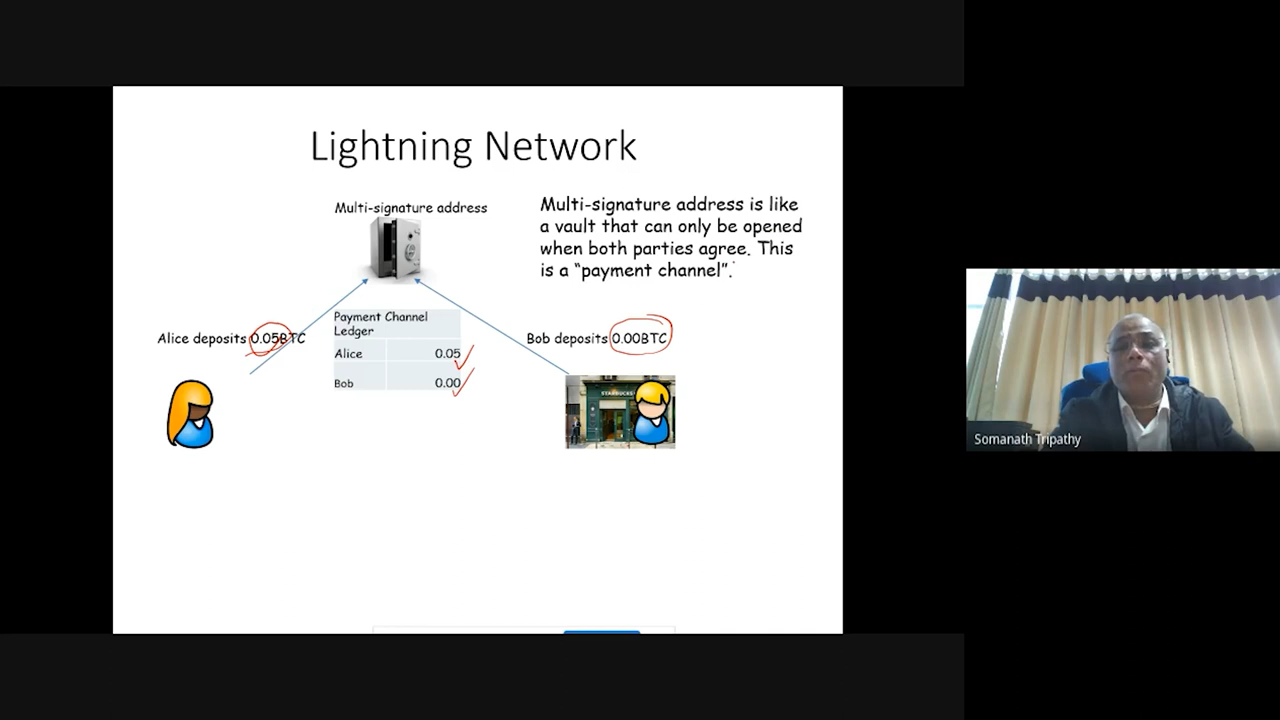 Lightning Network
Multi-signature address
Multi-signature address is like
a vault that can only be opened
when both parties agree. This
is a “payment channel”.
Alice deposits 0.05BTC
Payment Channel
Ledger
Alice 0.05
Bob 0.00
Bob deposits 0.00BTC
STARBUCKS
Somanath Tripathy